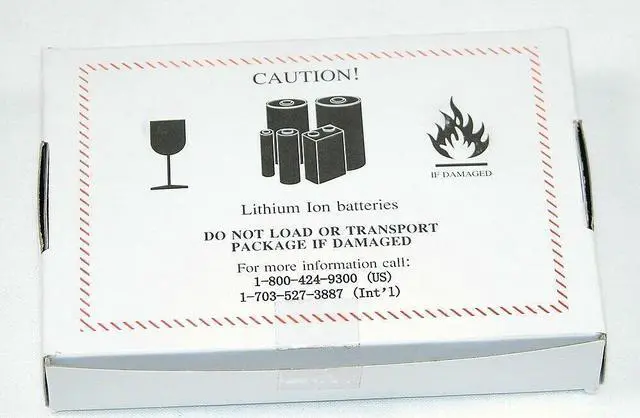 CAUTION!
IF DAMAGED
Lithium Ion batteries
DO NOT LOAD OR TRANSPORT
PACKAGE IF DAMAGED
For more information call:
1-800-424-9300 (US)
1-703-527-3887 (Int'l)